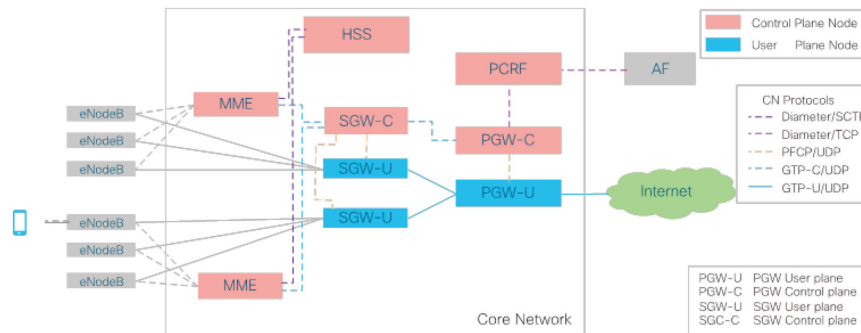 HSS
Control Plane Node
User Plane Node
PCRF
AF
MME
eNodeB
eNodeB
eNodeB
SGW-C
PGW-C
CN Protocols
Diameter/SCTP
Diameter/TCP
PFCP/UDP
GTP-C/UDP
GTP-U/UDP
SGW-U
PGW-U
Internet
SGW-U
eNodeB
eNodeB
eNodeB
MME
Core Network
PGW-U PGW User plane
PGW-C PGW Control plane
SGW-U SGW User plane
SGC-C SGW Control plane